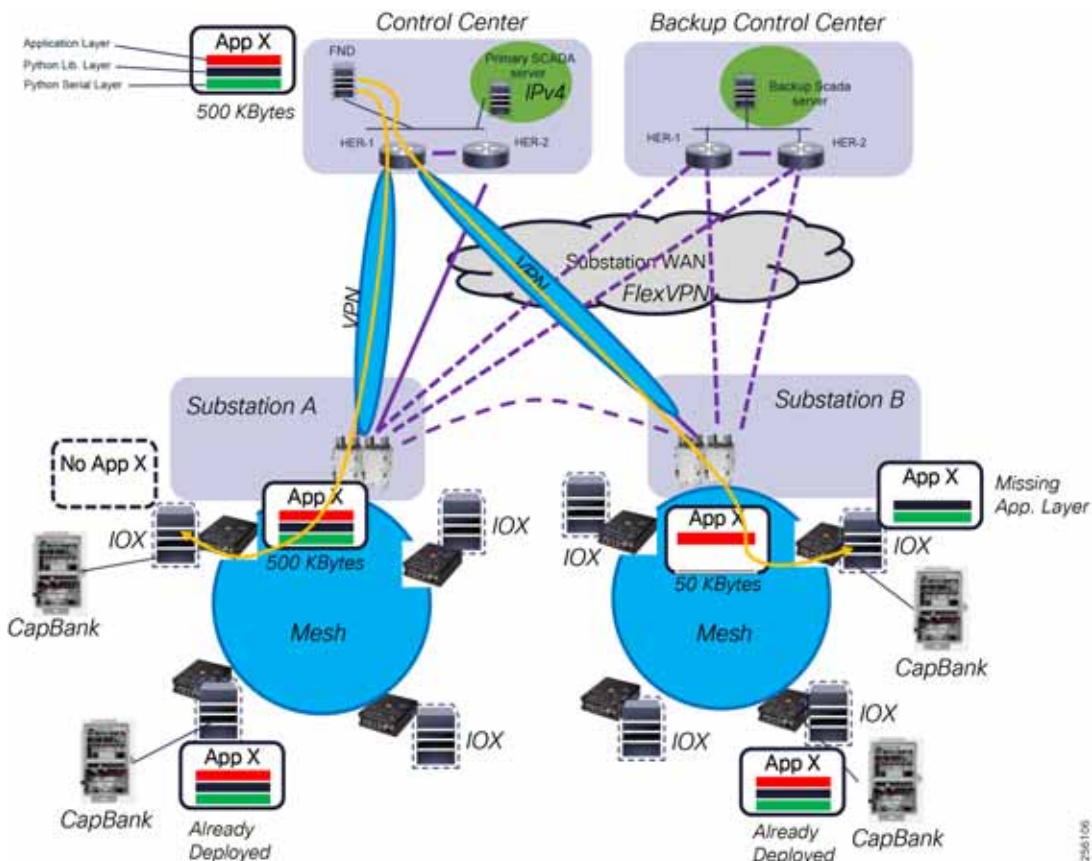 Control Center
Backup Control Center
Application Layer
Python Lib. Layer
Python Serial Layer
App X
500 KBytes
FND
Primary SCADA
server
IPv4
HER-1
HER-2
Backup Scada
server
HER-1
HER-2
VPN
VPN
Substation WAN
FlexVPN
Substation A
Substation B
No App X
IOX
App X
500 KBytes
IOX
IOX
App X
50 KBytes
IOX
App X
Missing
App. Layer
CapBank
Mesh
Mesh
CapBank
IOX
IOX
IOX
IOX
App X
Already
Deployed
CapBank
App X
Already
Deployed
CapBank